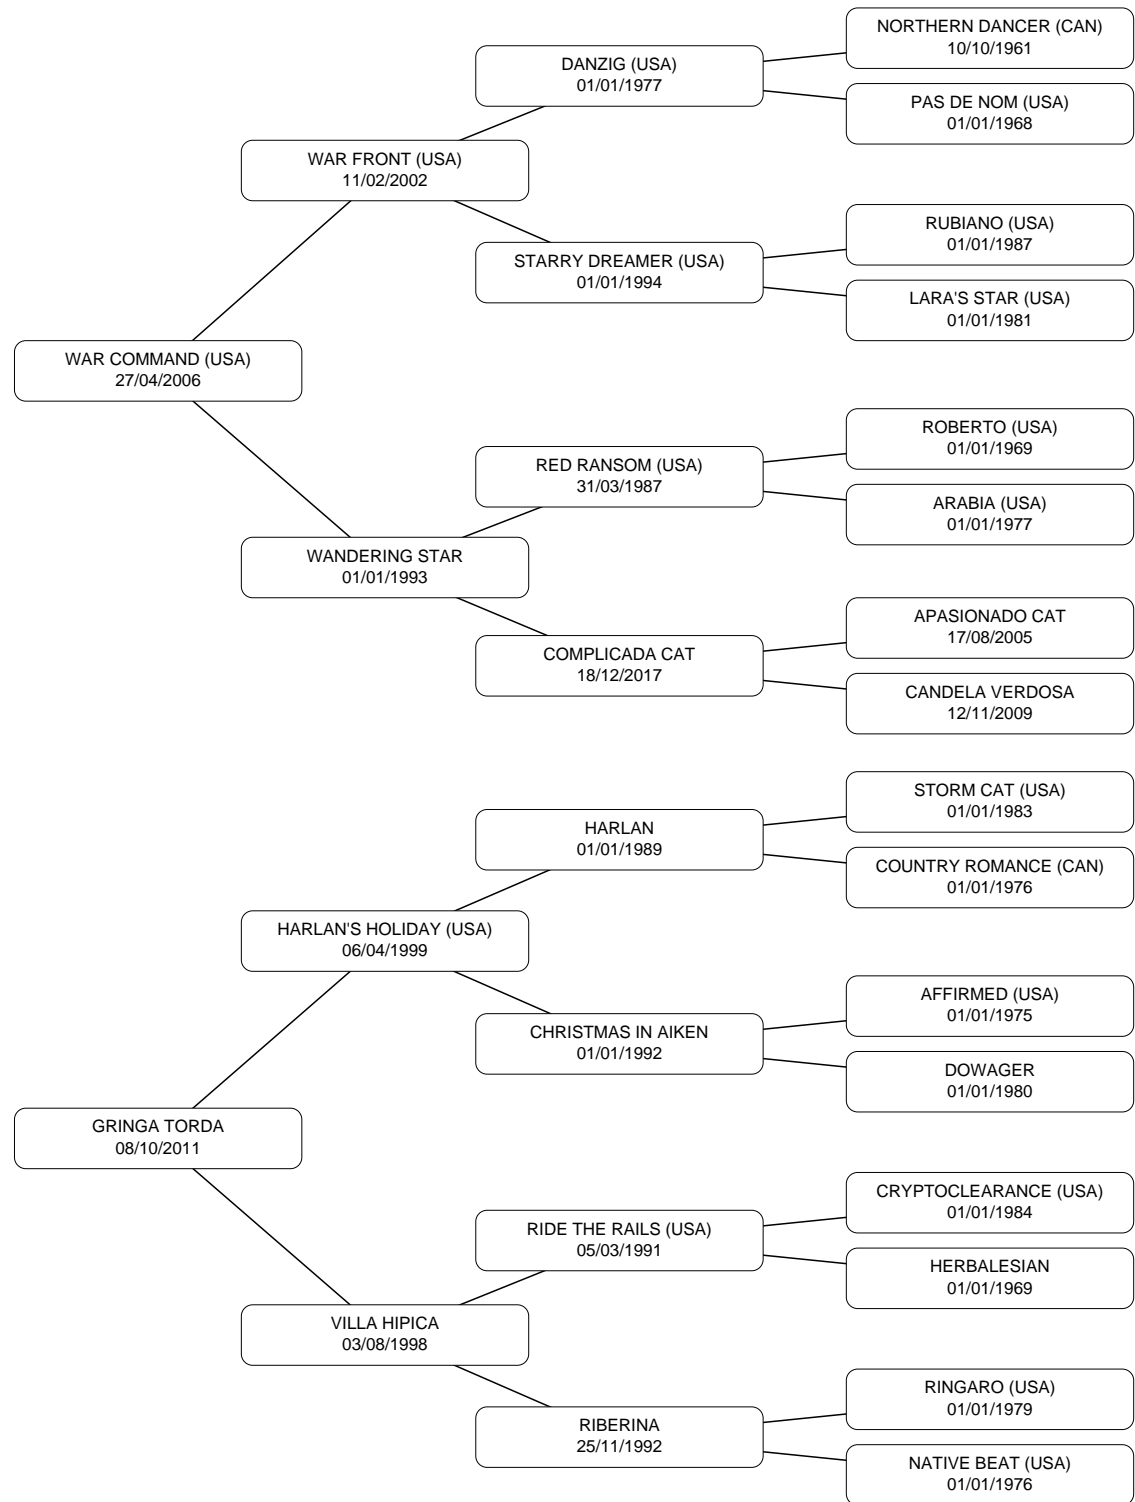 NORTHERN DANCER (CAN)
10/10/1961
DANZIG (USA)
01/01/1977
PAS DE NOM (USA)
01/01/1968
WAR FRONT (USA)
11/02/2002
RUBIANO (USA)
01/01/1987
STARRY DREAMER (USA)
01/01/1994
LARA'S STAR (USA)
01/01/1981
WAR COMMAND (USA)
27/04/2006
ROBERTO (USA)
01/01/1969
RED RANSOM (USA)
31/03/1987
ARABIA (USA)
01/01/1977
WANDERING STAR
01/01/1993
APASIONADO CAT
17/08/2005
COMPLICADA CAT
18/12/2017
CANDELA VERDOSA
12/11/2009
STORM CAT (USA)
01/01/1983
HARLAN
01/01/1989
COUNTRY ROMANCE (CAN)
01/01/1976
HARLAN'S HOLIDAY (USA)
06/04/1999
AFFIRMED (USA)
01/01/1975
CHRISTMAS IN AIKEN
01/01/1992
DOWAGER
01/01/1980
GRINGA TORDA
08/10/2011
CRYPTOCLEARANCE (USA)
01/01/1984
RIDE THE RAILS (USA)
05/03/1991
HERBALESIAN
01/01/1969
VILLA HIPICA
03/08/1998
RINGARO (USA)
01/01/1979
RIBERINA
25/11/1992
NATIVE BEAT (USA)
01/01/1976